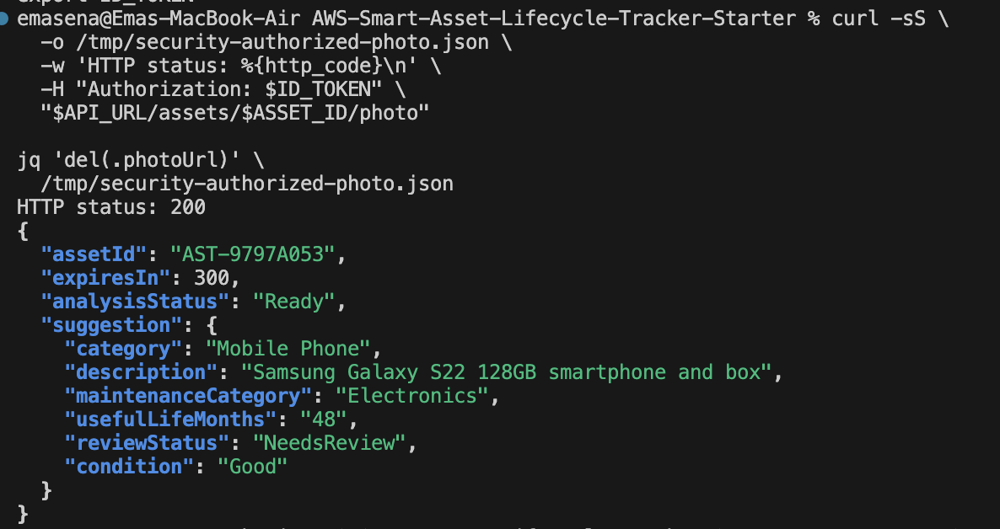 emasena@Emas-MacBook-Air AWS-Smart-Asset-Lifecycle-Tracker-Starter % curl -sS \
  -o /tmp/security-authorized-photo.json \
  -w 'HTTP status: %{http_code}\n' \
  -H "Authorization: $ID_TOKEN" \
  "$API_URL/assets/$ASSET_ID/photo"

jq 'del(.photoUrl)' \
  /tmp/security-authorized-photo.json
HTTP status: 200
{
  "assetId": "AST-9797A053",
  "expiresIn": 300,
  "analysisStatus": "Ready",
  "suggestion": {
    "category": "Mobile Phone",
    "description": "Samsung Galaxy S22 128GB smartphone and box",
    "maintenanceCategory": "Electronics",
    "usefulLifeMonths": "48",
    "reviewStatus": "NeedsReview",
    "condition": "Good"
  }
}